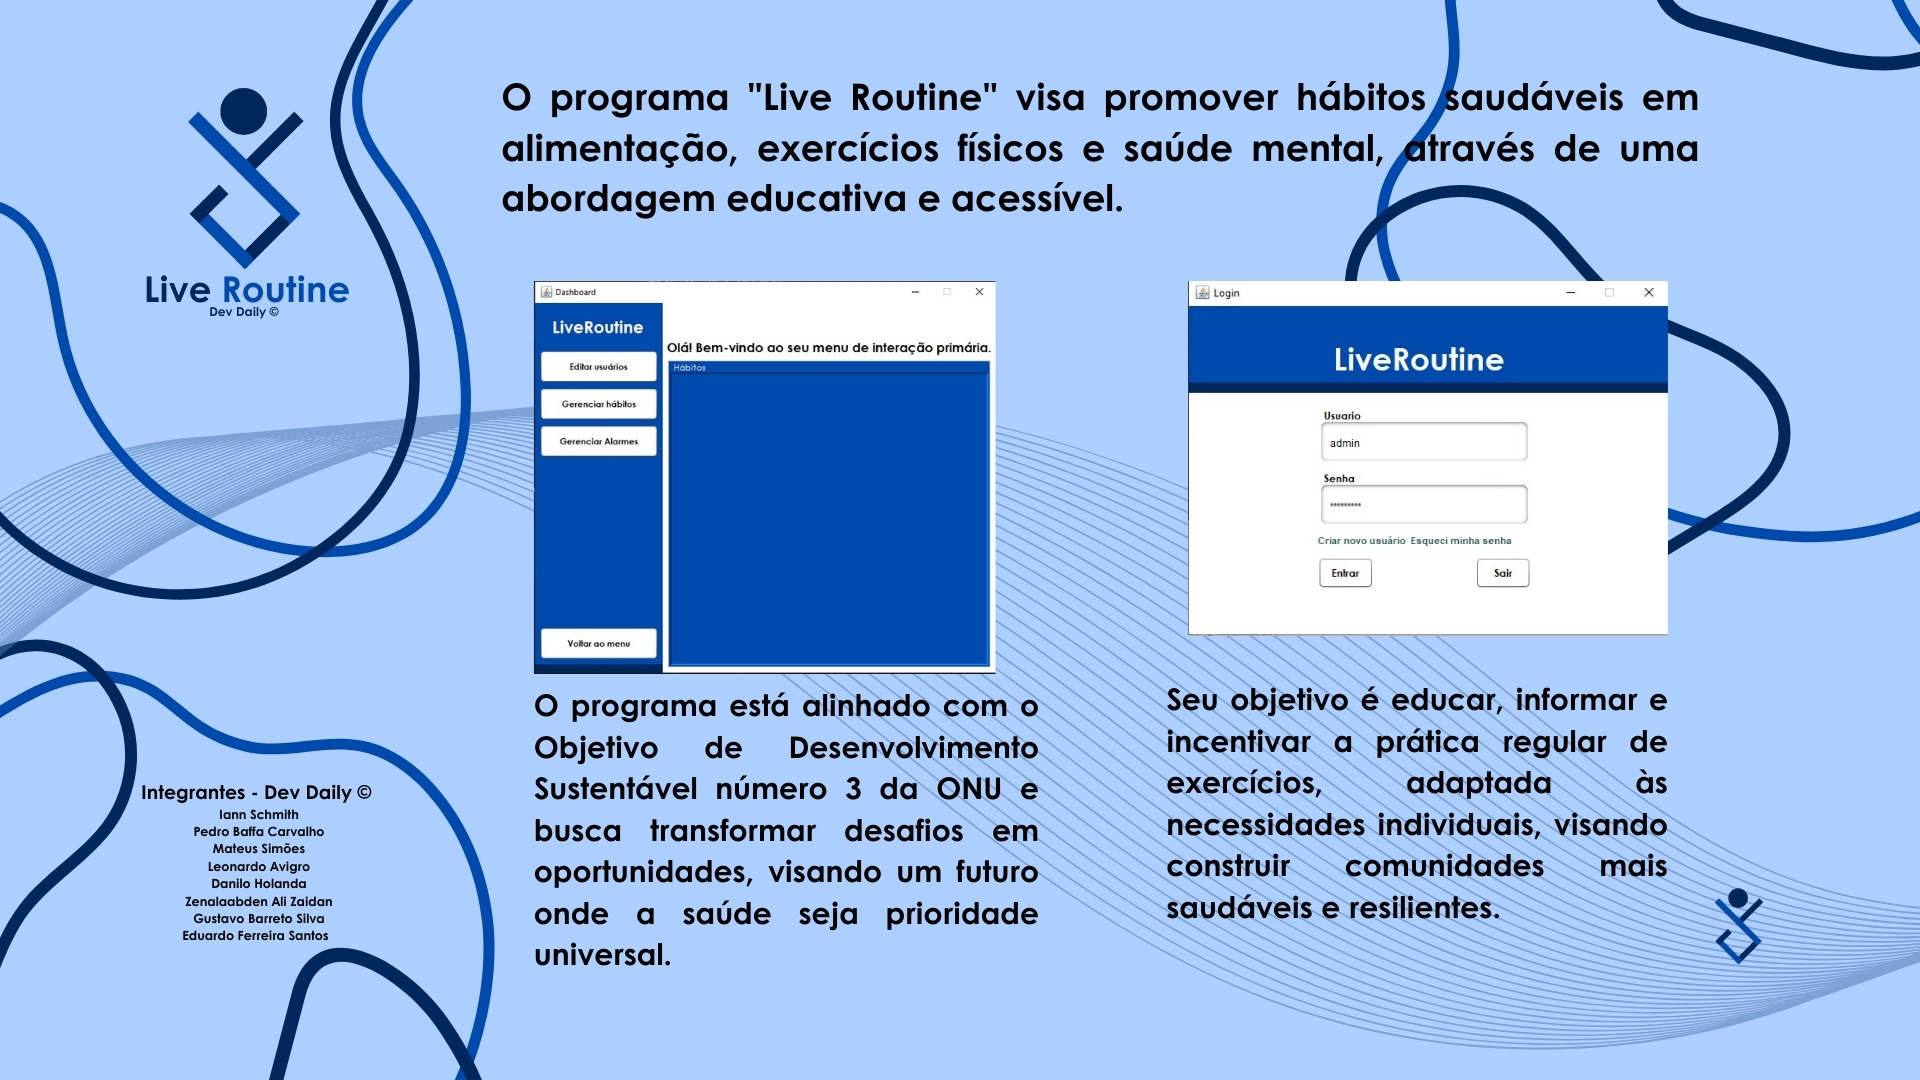 Live Routine
Dev Daily ©
O programa "Live Routine" visa promover hábitos saudáveis em
alimentação, exercícios físicos e saúde mental, através de uma
abordagem educativa e acessível.
Dashboard
LiveRoutine
Editar usuários
Gerenciar hábitos
Gerenciar Alarmes
Voltar ao menu
Olá! Bem-vindo ao seu menu de interação primária.
Hábitos
Login
LiveRoutine
Usuario
admin
Senha
*********
Criar novo usuário Esqueci minha senha
Entrar
Sair
O programa está alinhado com o
Objetivo de Desenvolvimento
Sustentável número 3 da ONU e
busca transformar desafios em
oportunidades, visando um futuro
onde a saúde seja prioridade
universal.
Seu objetivo é educar, informar e
incentivar a prática regular de
exercícios, adaptada às
necessidades individuais, visando
construir comunidades mais
saudáveis e resilientes.
Integrantes - Dev Daily ©
Iann Schmith
Pedro Baffa Carvalho
Mateus Simões
Leonardo Avigro
Danilo Holanda
Zenalaabden Ali Zaidan
Gustavo Barreto Silva
Eduardo Ferreira Santos